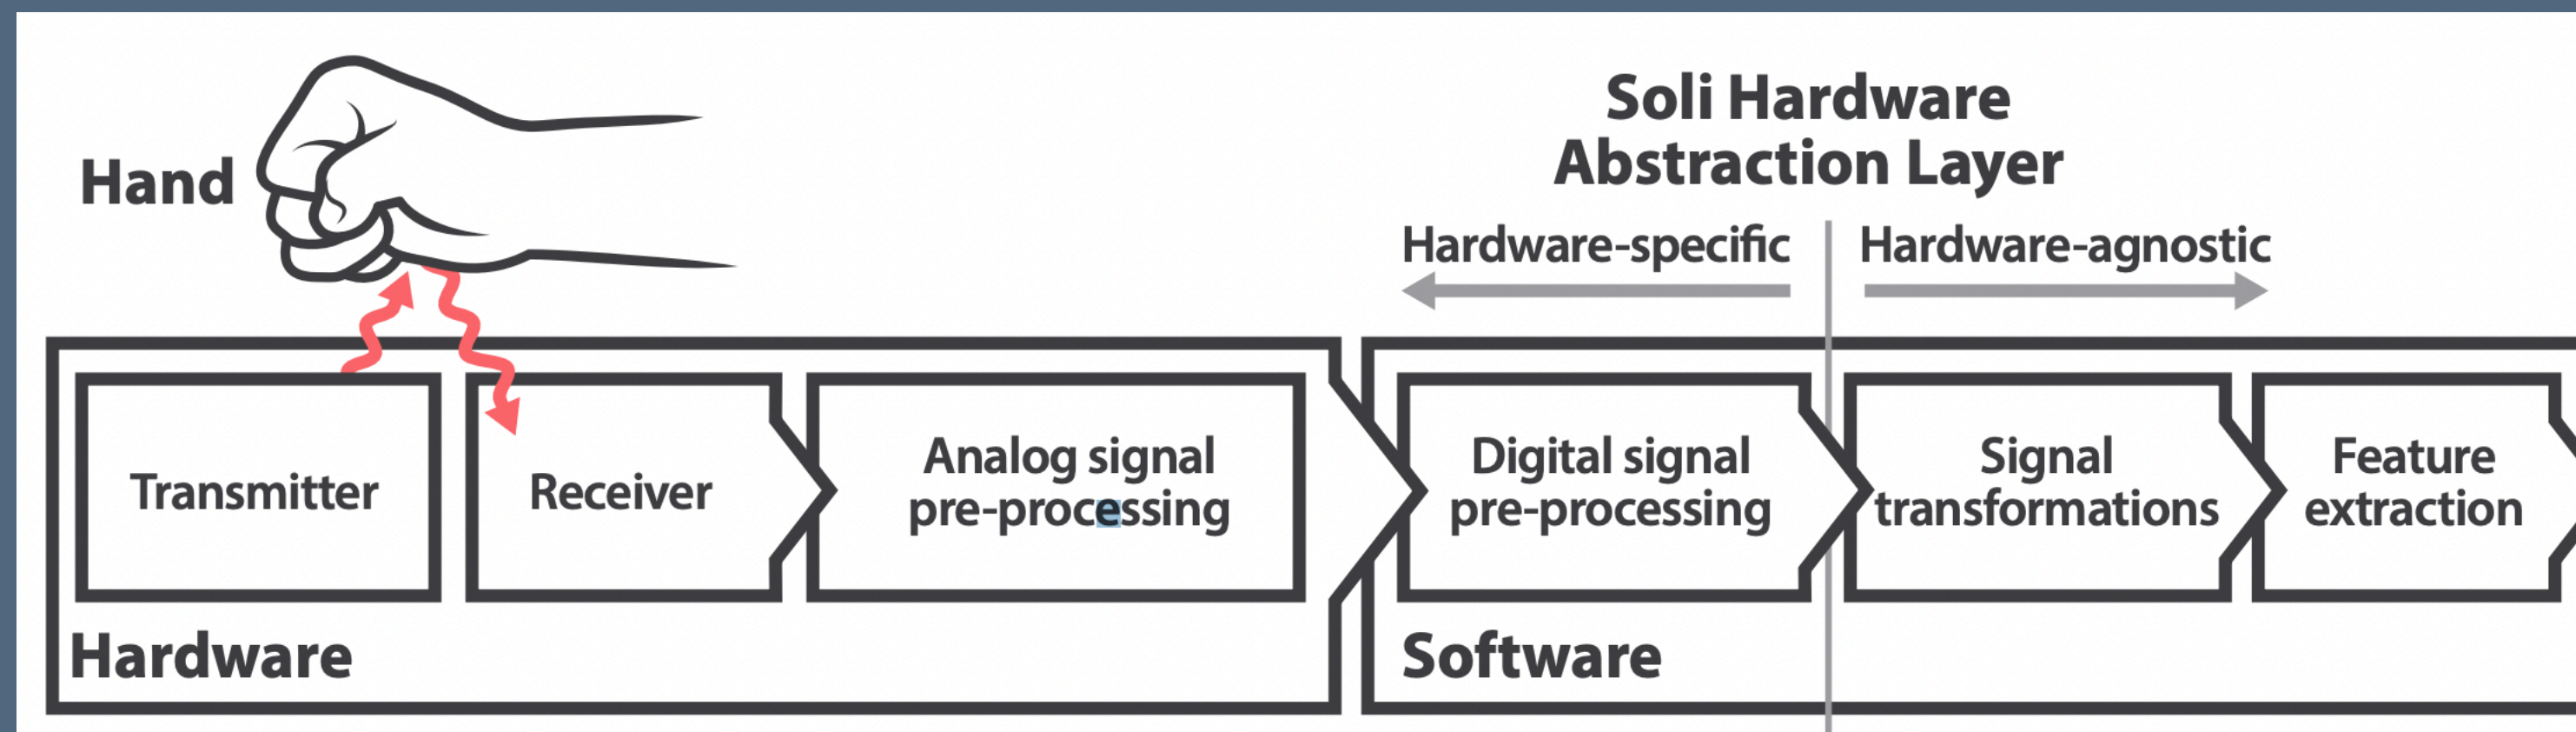 Hand
Soli Hardware
Abstraction Layer
Hardware-specific
Hardware-agnostic
Transmitter
Receiver
Analog signal
pre-processing
Digital signal
pre-processing
Signal
transformations
Feature
extraction
Hardware
Software